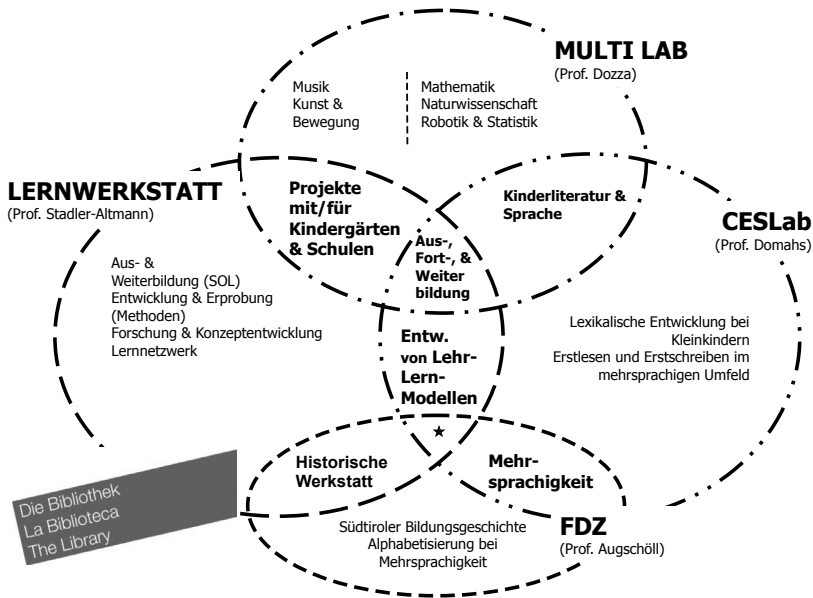 MULTI LAB
(Prof. Dozza)
Musik
Kunst &
Bewegung
Mathematik
Naturwissenschaft
Robotik & Statistik
LERNWERKSTATT
(Prof. Stadler-Altmann)
Projekte
mit/für
Kindergärten
& Schulen
Kinderliteratur &
Sprache
CESLab
(Prof. Domahs)
Aus-,
Fort-, &
Weiter
bildung
Aus- &
Weiterbildung (SOL)
Entwicklung & Erprobung
(Methoden)
Forschung & Konzeptentwicklung
Lernnetzwerk
Lexikalische Entwicklung bei
Kleinkindern
Erstlesen und Erstschreiben im
mehrsprachigen Umfeld
Entw.
von Lehr-
Lern-
Modellen
Historische
Werkstatt
Mehr-
sprachigkeit
Die Bibliothek
La Biblioteca
The Library
FDZ
(Prof. Augschöll)
Südtiroler Bildungsgeschichte
Alphabetisierung bei
Mehrsprachigkeit